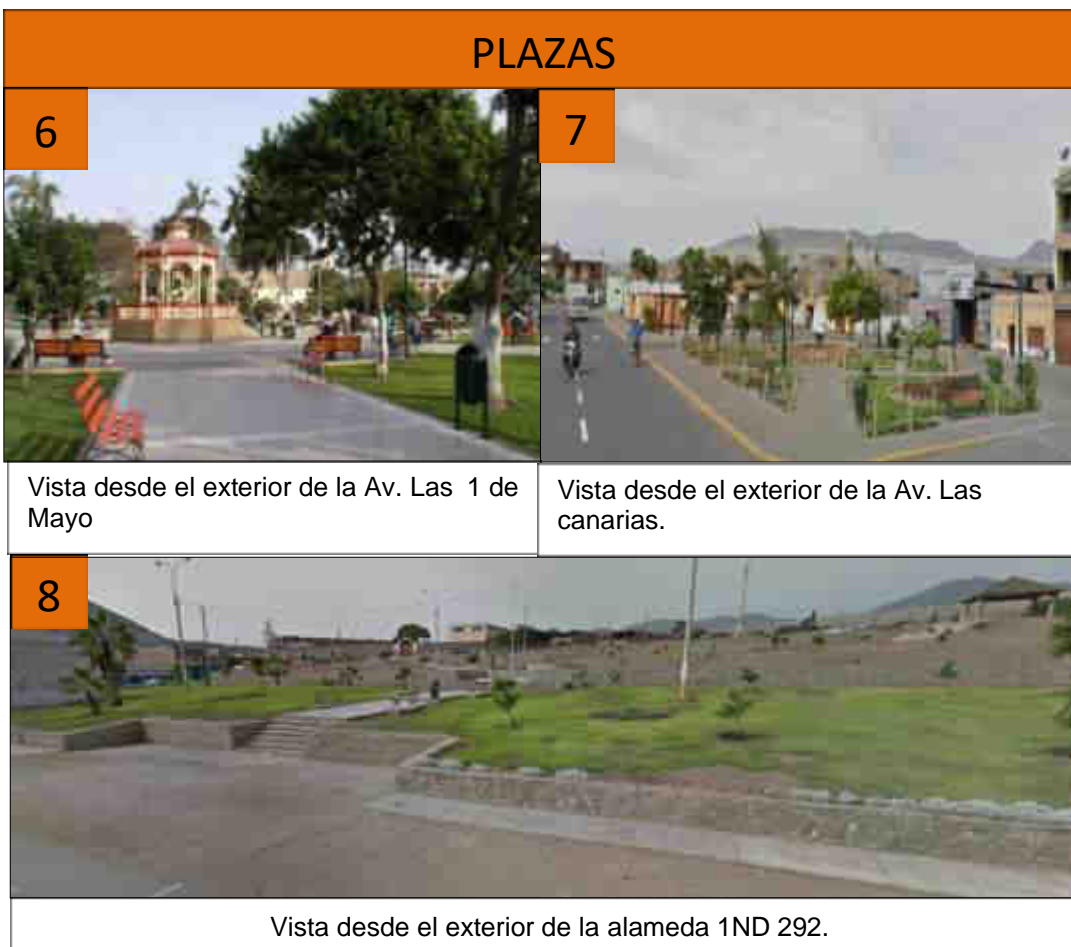 PLAZAS
6
7
Vista desde el exterior de la Av. Las 1 de
Mayo
Vista desde el exterior de la Av. Las
canarias.
8
Vista desde el exterior de la alameda 1ND 292.